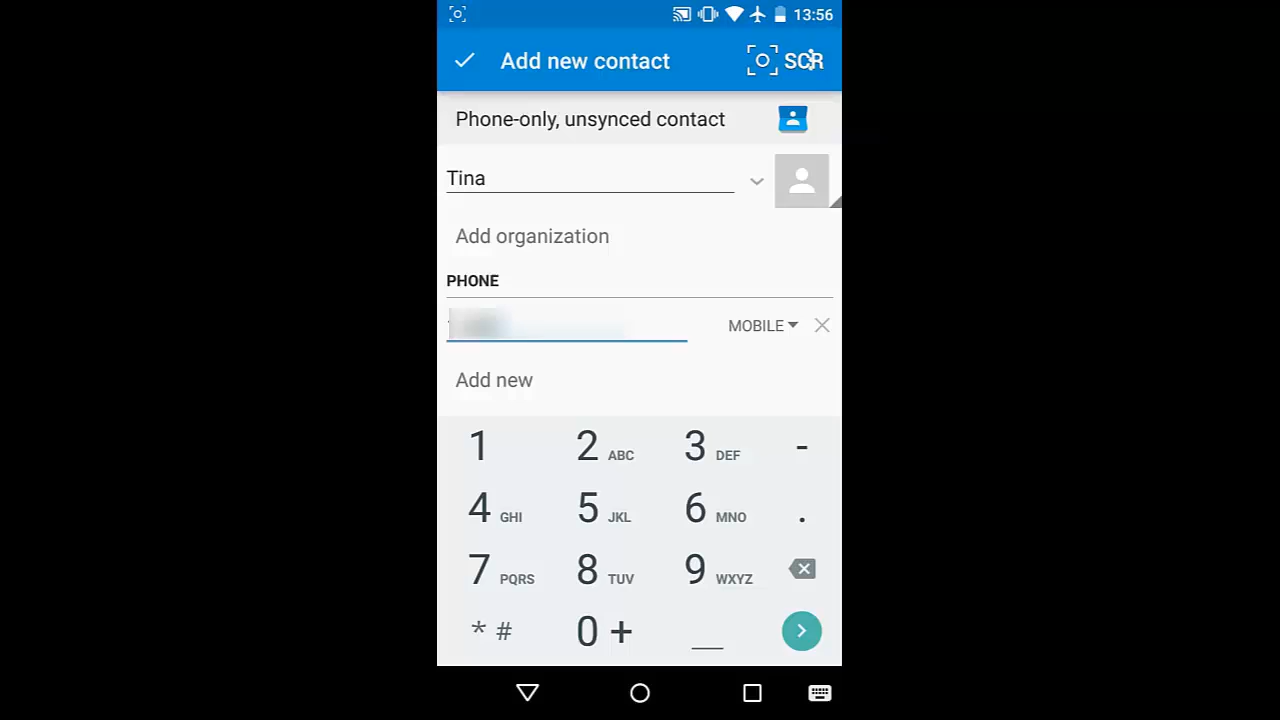 13:56
Add new contact SCR
Phone-only, unsynced contact
Tina
Add organization
PHONE
MOBILE
Add new
1 2 ABC 3 DEF -
4 GHI 5 JKL 6 MNO .
7 PQRS 8 TUV 9 WXYZ
* # 0 + _